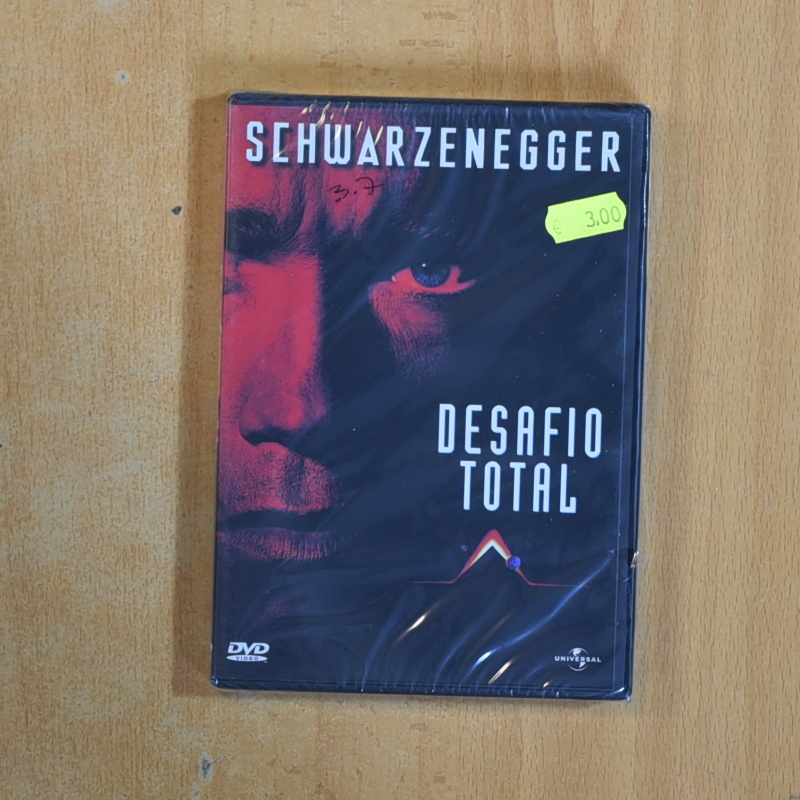 SCHWARZENEGGER
3.7
€ 3.00
DESAFIO
TOTAL
DVD
VIDEO
UNIVERSAL